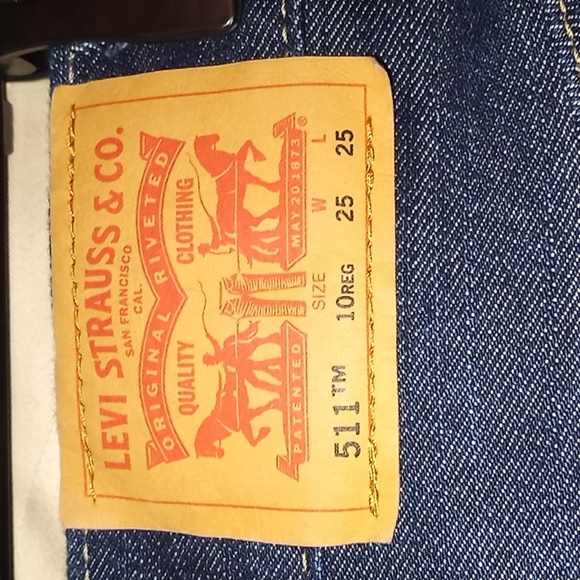 LEVI STRAUSS & CO.
SAN FRANCISCO
CAL.
ORIGINAL RIVETED
QUALITY CLOTHING
PATENTED MAY 20 1873 ®
SIZE W L
511™ 10REG 25 25